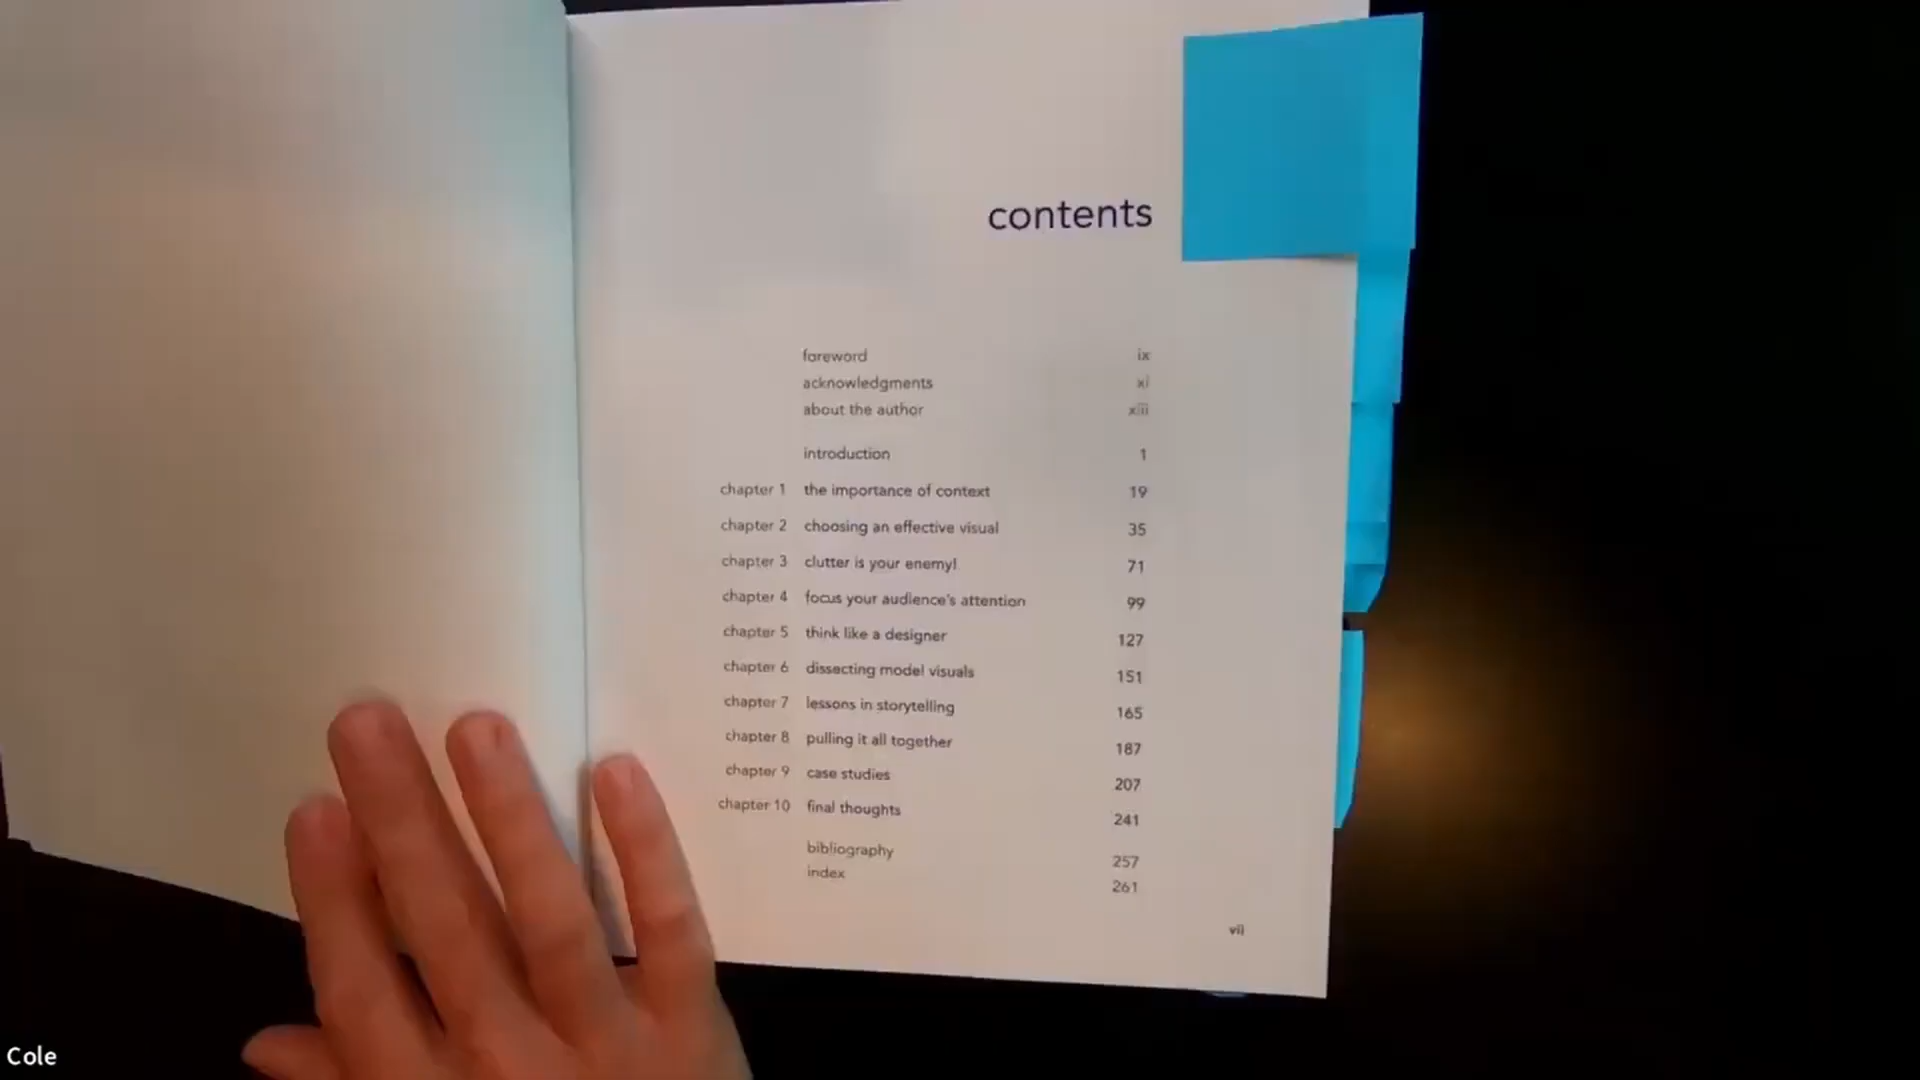 contents
foreword ix
acknowledgments xi
about the author xiii
introduction 1
chapter 1 the importance of context 19
chapter 2 choosing an effective visual 35
chapter 3 clutter is your enemy! 71
chapter 4 focus your audience's attention 99
chapter 5 think like a designer 127
chapter 6 dissecting model visuals 151
chapter 7 lessons in storytelling 165
chapter 8 pulling it all together 187
chapter 9 case studies 207
chapter 10 final thoughts 241
bibliography 257
index 261
vii
Cole